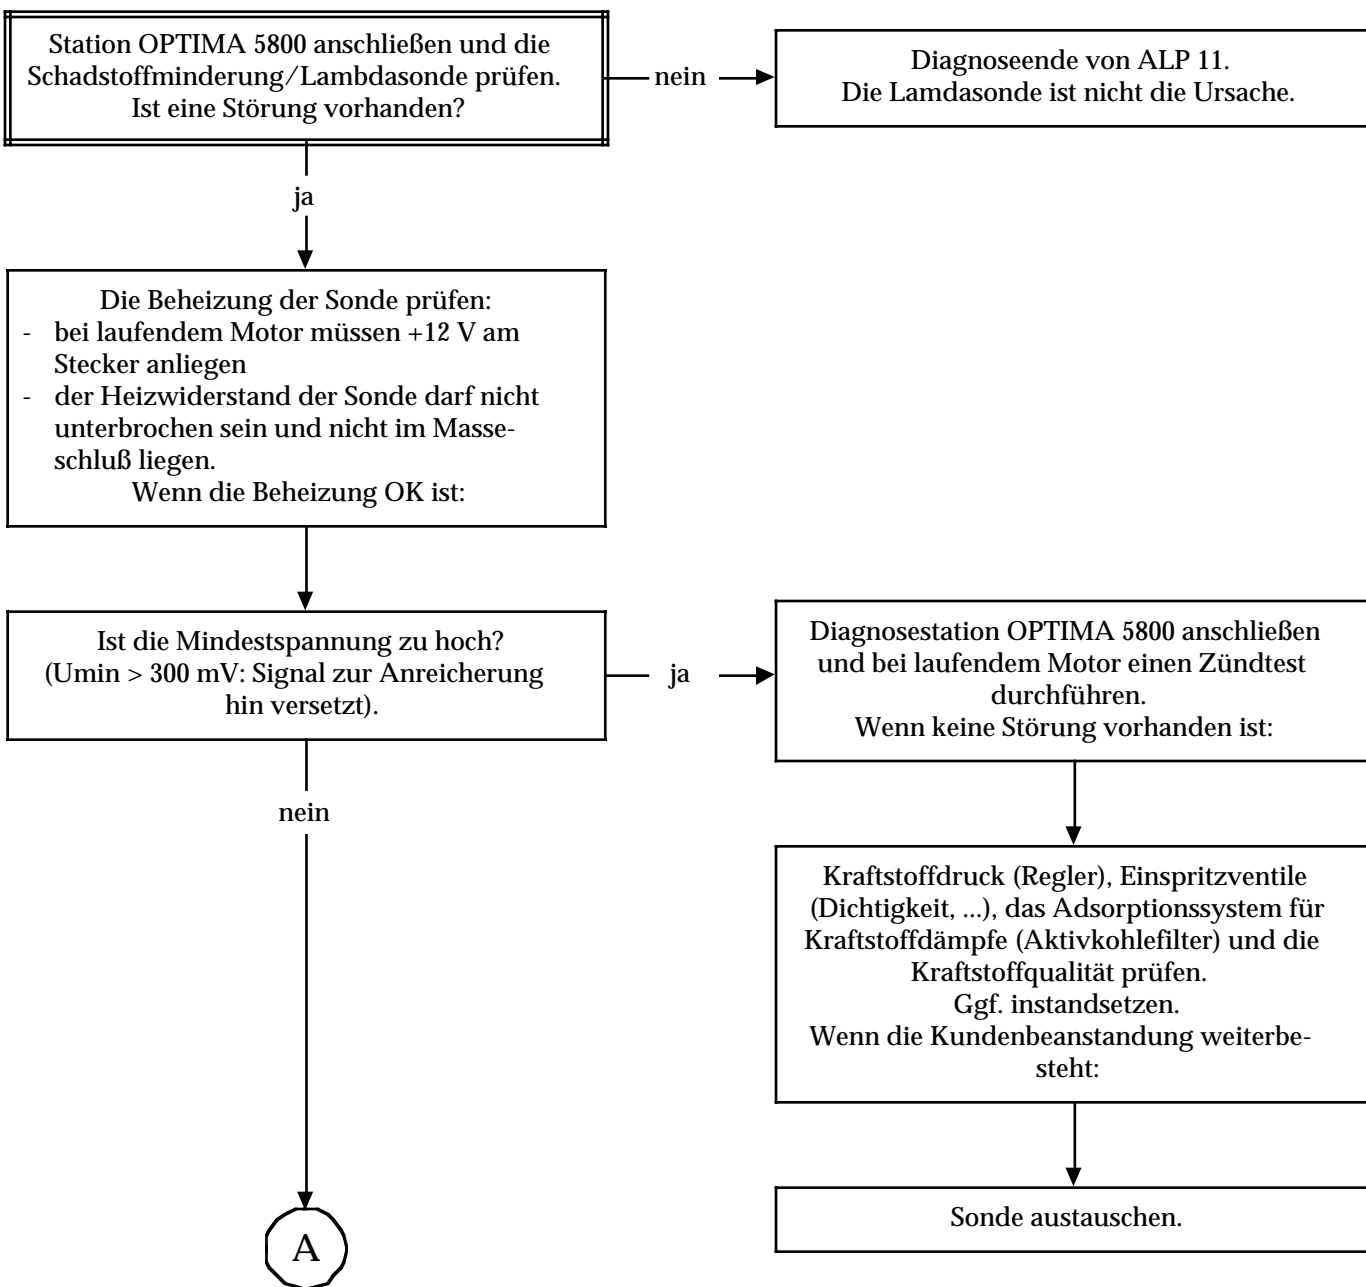 Station OPTIMA 5800 anschließen und die
Schadstoffminderung/Lambdasonde prüfen.
Ist eine Störung vorhanden?
nein
Diagnoseende von ALP 11.
Die Lamdasonde ist nicht die Ursache.
ja
Die Beheizung der Sonde prüfen:
- bei laufendem Motor müssen +12 V am
Stecker anliegen
- der Heizwiderstand der Sonde darf nicht
unterbrochen sein und nicht im Masse-
schluß liegen.
Wenn die Beheizung OK ist:
Ist die Mindestspannung zu hoch?
(Umin > 300 mV: Signal zur Anreicherung
hin versetzt).
ja
Diagnosestation OPTIMA 5800 anschließen
und bei laufendem Motor einen Zündtest
durchführen.
Wenn keine Störung vorhanden ist:
nein
Kraftstoffdruck (Regler), Einspritzventile
(Dichtigkeit, ...), das Adsorptionssystem für
Kraftstoffdämpfe (Aktivkohlefilter) und die
Kraftstoffqualität prüfen.
Ggf. instandsetzen.
Wenn die Kundenbeanstandung weiterbe-
steht:
Sonde austauschen.
A